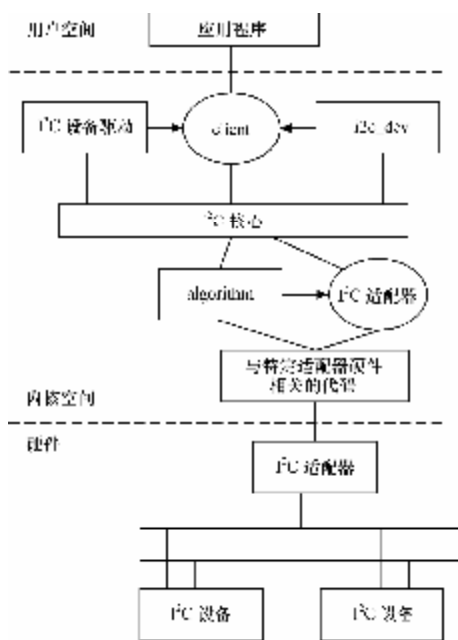 用户空间
应用程序
I²C 设备驱动
client
i2c_dev
I²C 核心
algorithm
I²C 适配器
与特定适配器硬件
相关的代码
内核空间
硬件
I²C 适配器
I²C 设备
I²C 设备